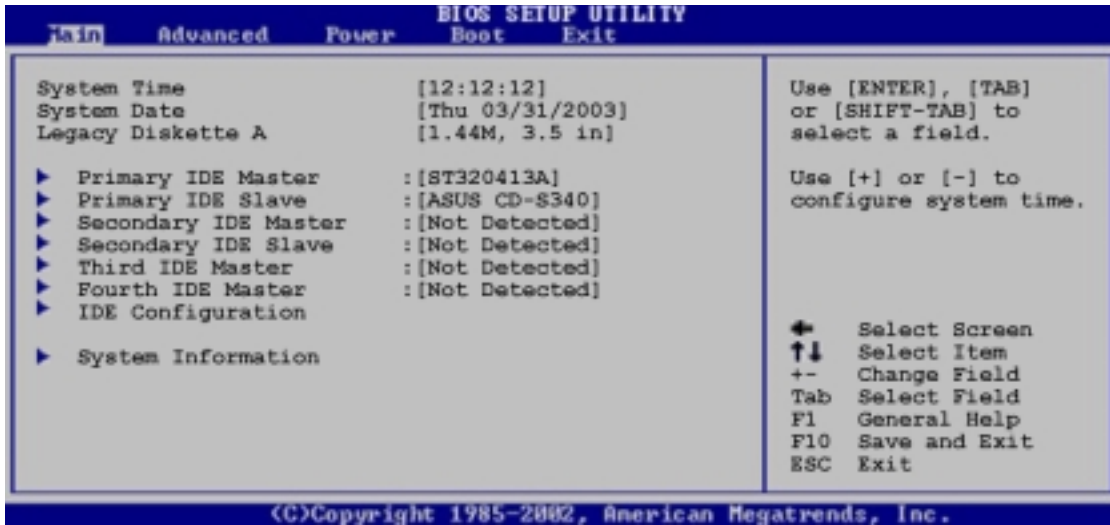 BIOS SETUP UTILITY
Main Advanced Power Boot Exit
System Time [12:12:12]
System Date [Thu 03/31/2003]
Legacy Diskette A [1.44M, 3.5 in]
Primary IDE Master :[ST320413A]
Primary IDE Slave :[ASUS CD-S340]
Secondary IDE Master :[Not Detected]
Secondary IDE Slave :[Not Detected]
Third IDE Master :[Not Detected]
Fourth IDE Master :[Not Detected]
IDE Configuration
System Information
Use [ENTER], [TAB]
or [SHIFT-TAB] to
select a field.
Use [+] or [-] to
configure system time.
Select Screen
↑↓ Select Item
+- Change Field
Tab Select Field
F1 General Help
F10 Save and Exit
ESC Exit
(C)Copyright 1985-2002, American Megatrends, Inc.